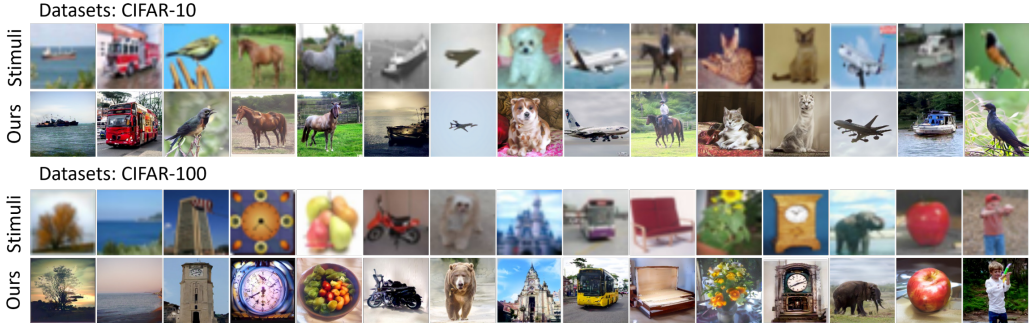 Datasets: CIFAR-10
Stimuli
Ours
Datasets: CIFAR-100
Stimuli
Ours